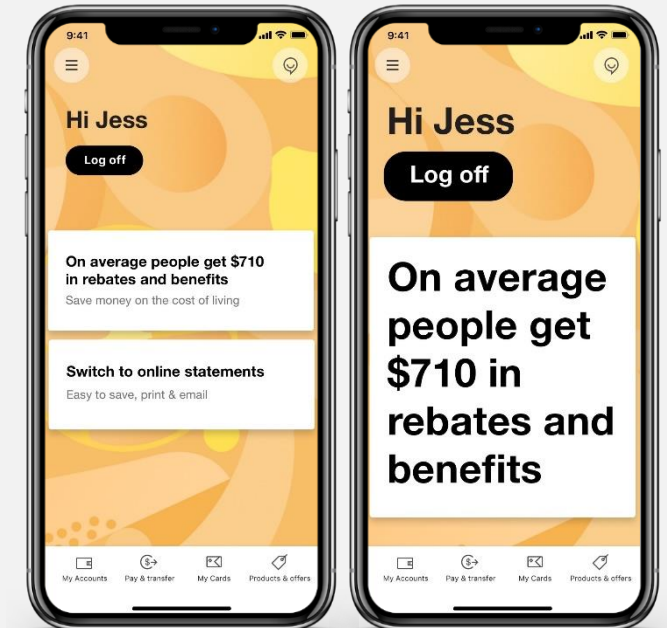 9:41
Hi Jess
Log off
On average people get $710
in rebates and benefits
Save money on the cost of living
Switch to online statements
Easy to save, print & email
My Accounts Pay & transfer My Cards Products & offers
9:41
Hi Jess
Log off
On average
people get
$710 in
rebates and
benefits
My Accounts Pay & transfer My Cards Products & offers